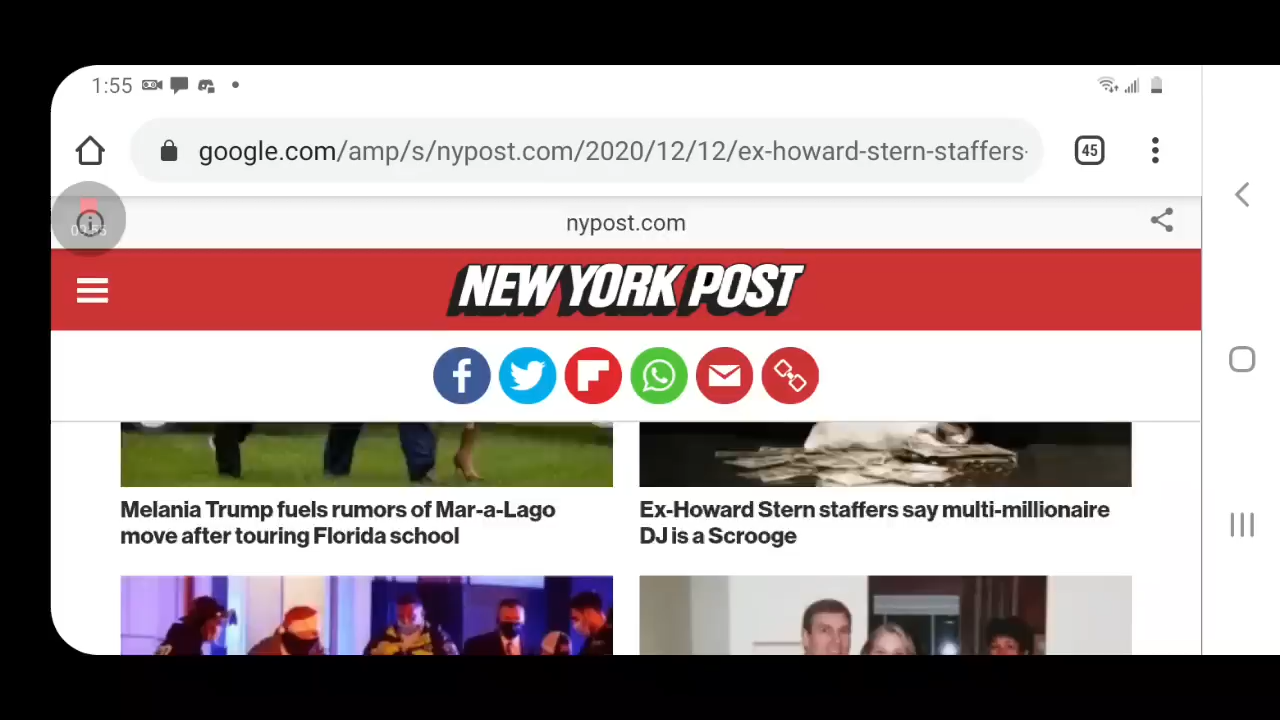 1:55
google.com/amp/s/nypost.com/2020/12/12/ex-howard-stern-staffers-
45
nypost.com
NEW YORK POST
Melania Trump fuels rumors of Mar-a-Lago
move after touring Florida school
Ex-Howard Stern staffers say multi-millionaire
DJ is a Scrooge